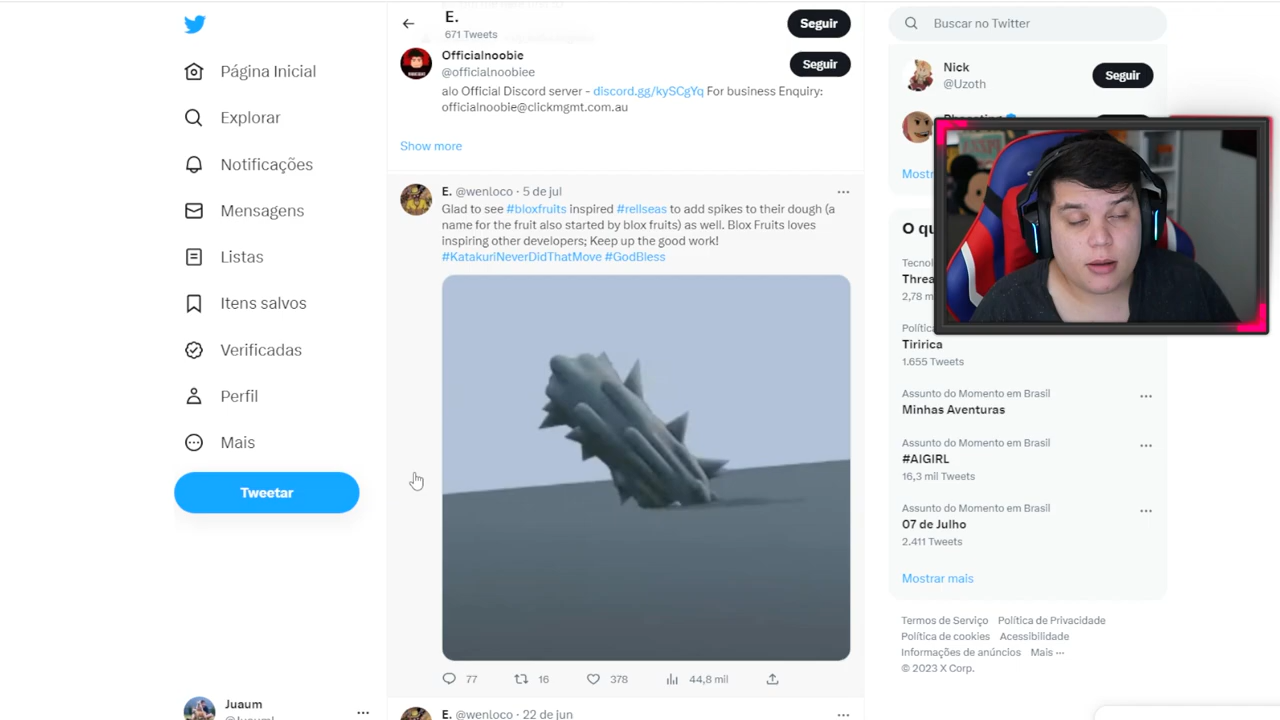 E.
671 Tweets
Seguir
Buscar no Twitter
Página Inicial
Explorar
Notificações
Mensagens
Listas
Itens salvos
Verificadas
Perfil
Mais
Tweetar
Juaum
Officialnoobie
@officialnoobiee
Seguir
alo Official Discord server - discord.gg/kySCgYq For business Enquiry:
officialnoobie@clickmgmt.com.au
Show more
E. @wenloco · 5 de jul
Glad to see #bloxfruits inspired #rellseas to add spikes to their dough (a
name for the fruit also started by blox fruits) as well. Blox Fruits loves
inspiring other developers; Keep up the good work!
#KatakuriNeverDidThatMove #GodBless
77 16 378 44,8 mil
E. @wenloco · 22 de jun
Nick
@Uzoth
Seguir
Most
O qu
Tecnol
Threa
2,78 m
Polític
Tiririca
1.655 Tweets
Assunto do Momento em Brasil
Minhas Aventuras
Assunto do Momento em Brasil
#AIGIRL
16,3 mil Tweets
Assunto do Momento em Brasil
07 de Julho
2.411 Tweets
Mostrar mais
Termos de Serviço Política de Privacidade
Política de cookies Acessibilidade
Informações de anúncios Mais ...
© 2023 X Corp.